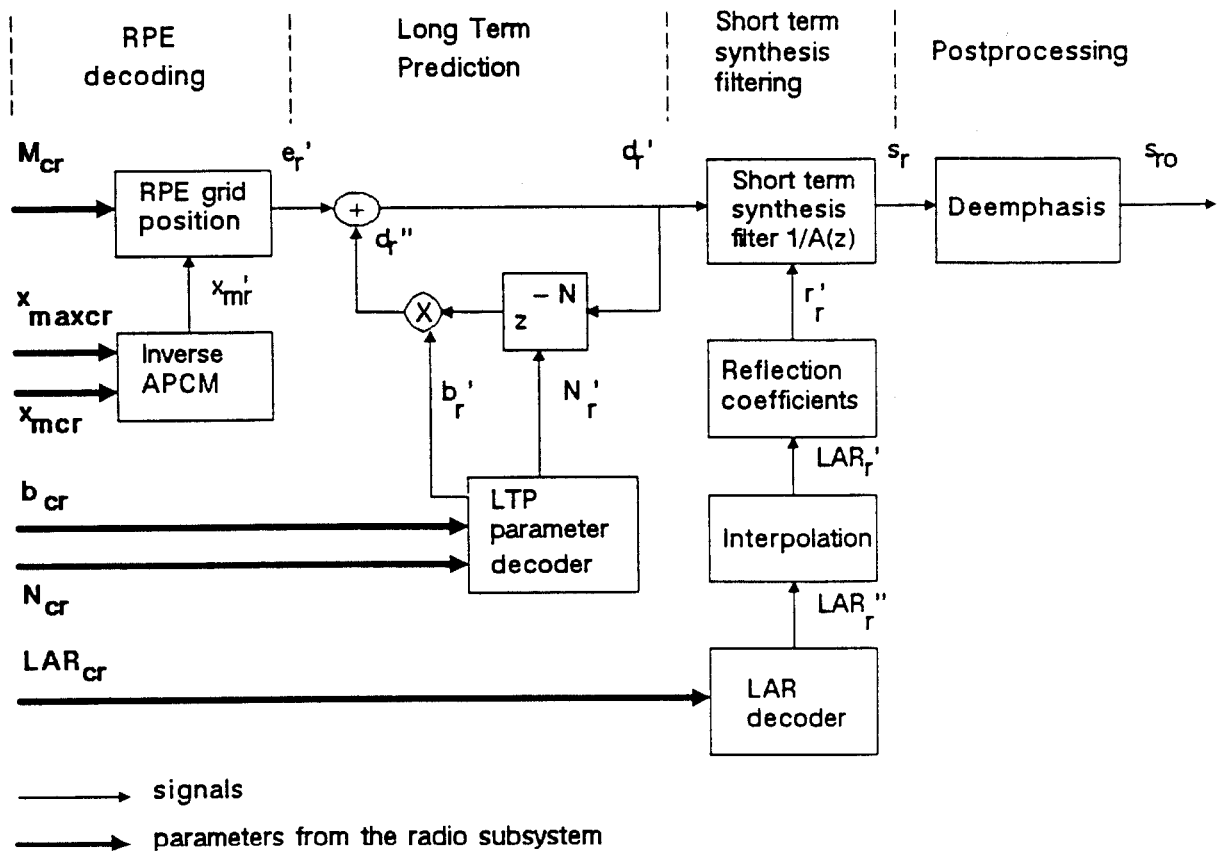 RPE
decoding
Long Term
Prediction
Short term
synthesis
filtering
Postprocessing
M_cr
e_r'
d_r'
s_r
s_ro
RPE grid
position
+
Short term
synthesis
filter 1/A(z)
Deemphasis
d_r''
x_mr'
z^-N
X
r_r'
x_maxcr
Inverse
APCM
x_mcr
b_r'
N_r'
Reflection
coefficients
LAR_r'
b_cr
LTP
parameter
decoder
N_cr
Interpolation
LAR_r''
LAR_cr
LAR
decoder
signals
parameters from the radio subsystem